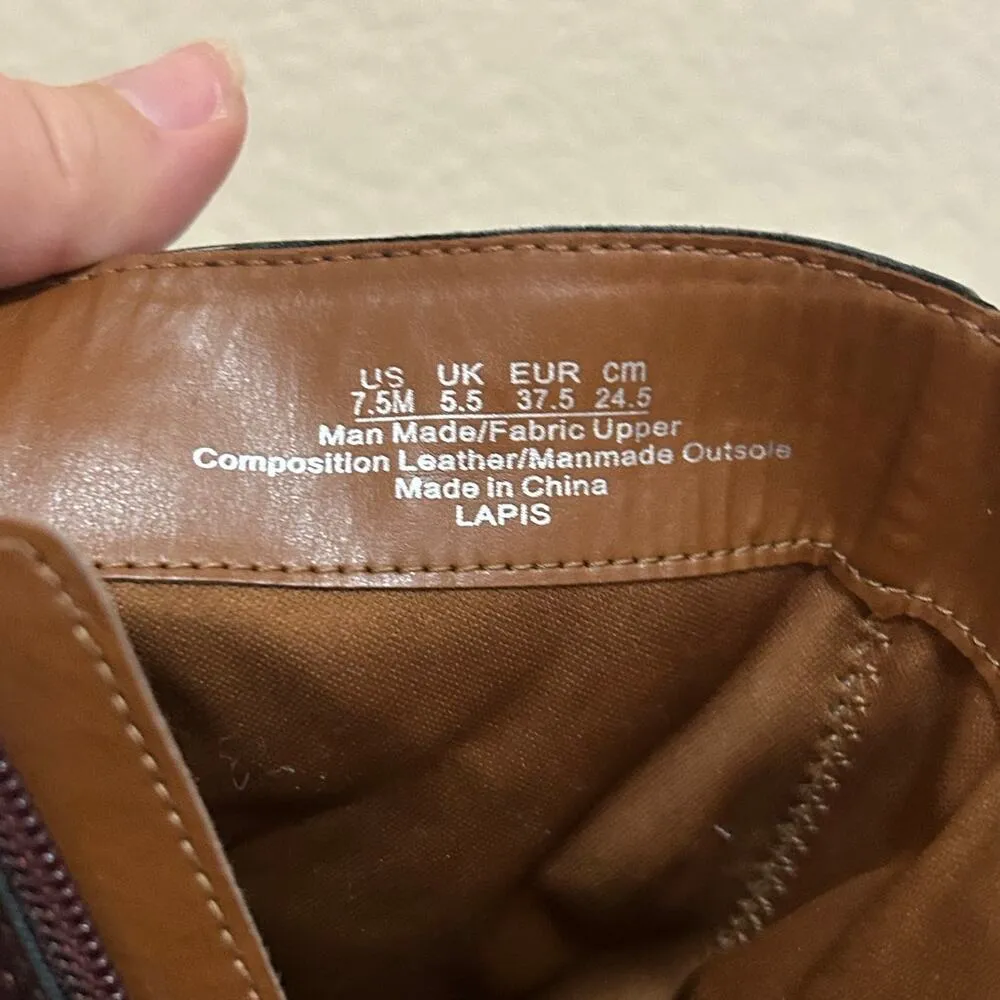 US UK EUR cm
7.5M 5.5 37.5 24.5
Man Made/Fabric Upper
Composition Leather/Manmade Outsole
Made in China
LAPIS